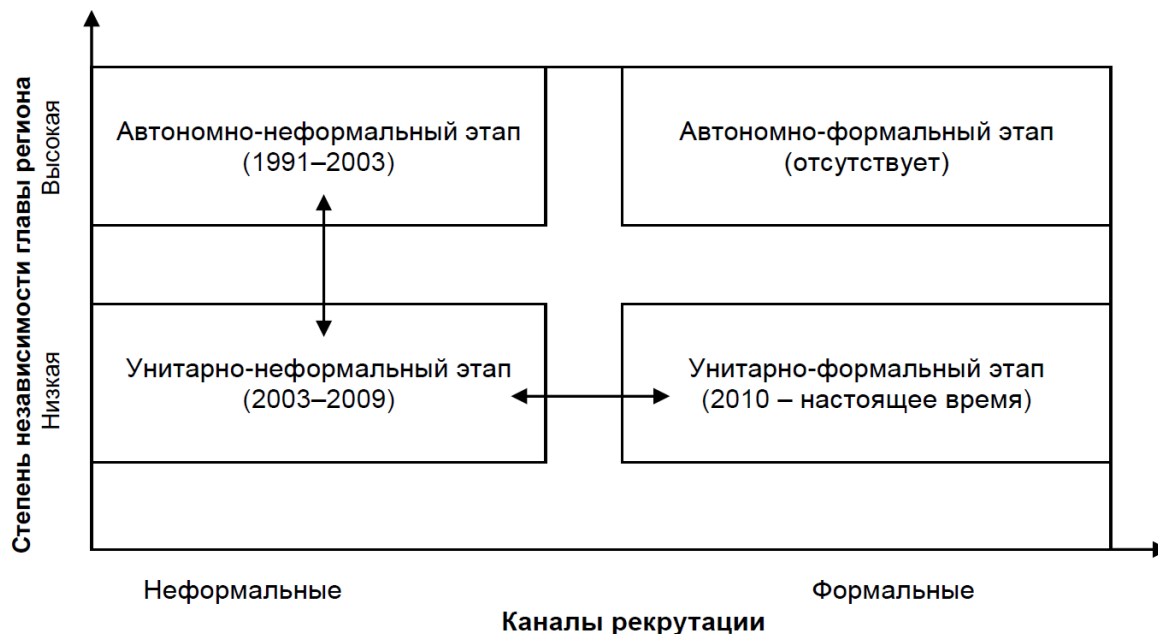 Степень независимости главы региона
Высокая
Низкая
Автономно-неформальный этап
(1991–2003)
Автономно-формальный этап
(отсутствует)
Унитарно-неформальный этап
(2003–2009)
Унитарно-формальный этап
(2010 – настоящее время)
Неформальные
Формальные
Каналы рекрутации